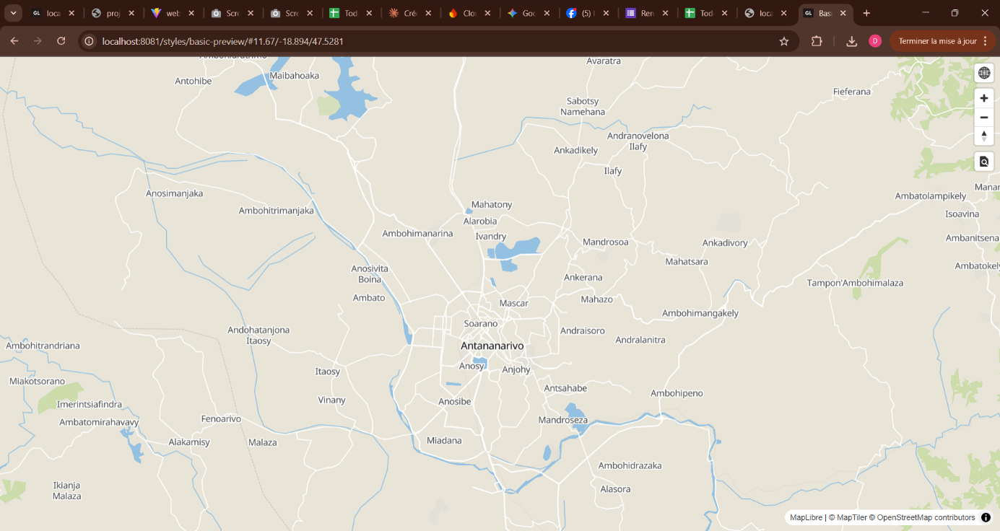 loca
proj
web
Scre
Scre
Tod
Cré
Clou
Goo
(5)
Ren
Tod
loca
GL Basi
localhost:8081/styles/basic-preview/#11.67/-18.894/47.5281
D
Terminer la mise à jour
Antohibe
Maibahoaka
Avaratra
Fieferana
Sabotsy
Namehana
Andranovelona
Ilafy
Ankadikely
Ilafy
Anosimanjaka
Ambohitrimanjaka
Mahatony
Alarobia
Ivandry
Ambohimanarina
Mandrosoa
Ankadivory
Mahatsara
Ambatolampikely
Manar
Isoavina
Ambanitsena
Ambatokely
Tampon'Ambohimalaza
Anosivita
Boina
Ambato
Ankerana
Mahazo
Mascar
Soarano
Ambohimangakely
Andraisoro
Andralanitra
Antananarivo
Anosy
Anjohy
Andohatanjona
Itaosy
Ambohitrandriana
Miakotsorano
Imerintsiafindra
Ambatomirahavavy
Itaosy
Vinany
Fenoarivo
Alakamisy
Malaza
Anosibe
Antsahabe
Mandroseza
Ambohipeno
Miadana
Ambohidrazaka
Alasora
Ikianja
Malaza
MapLibre | © MapTiler © OpenStreetMap contributors